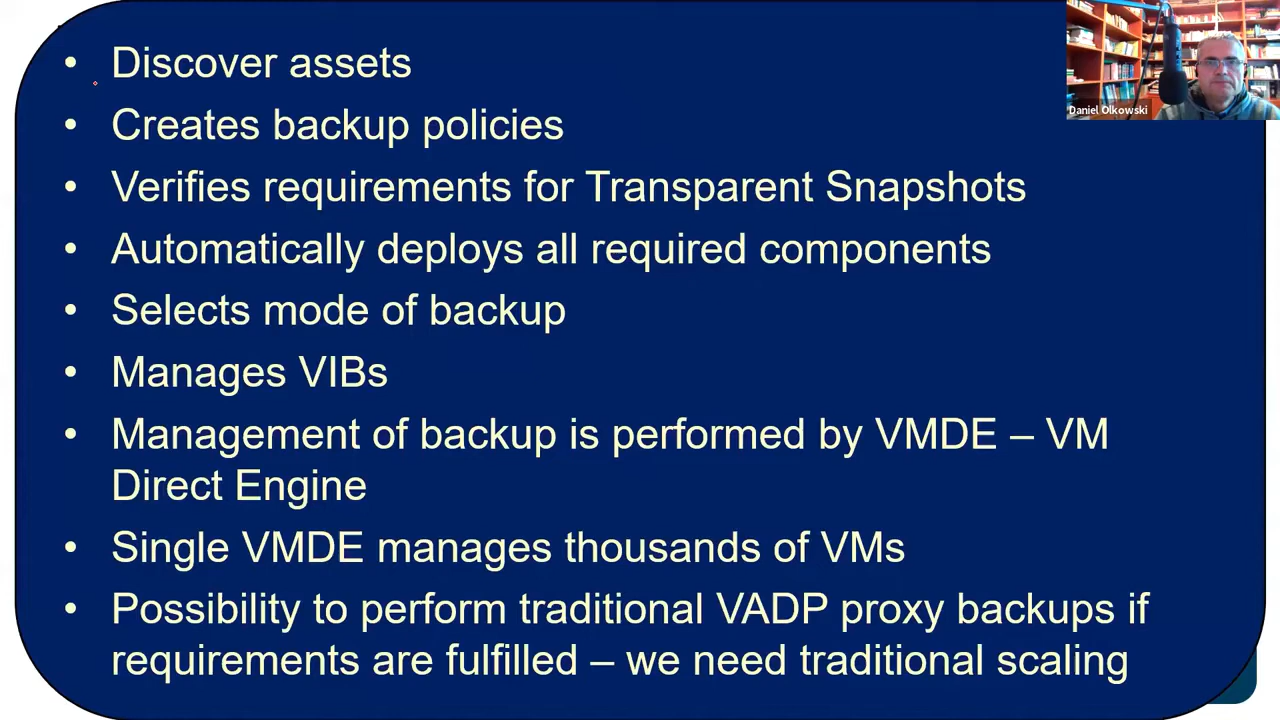 • Discover assets
• Creates backup policies
• Verifies requirements for Transparent Snapshots
• Automatically deploys all required components
• Selects mode of backup
• Manages VIBs
• Management of backup is performed by VMDE – VM
Direct Engine
• Single VMDE manages thousands of VMs
• Possibility to perform traditional VADP proxy backups if
requirements are fulfilled – we need traditional scaling
Daniel Olkowski